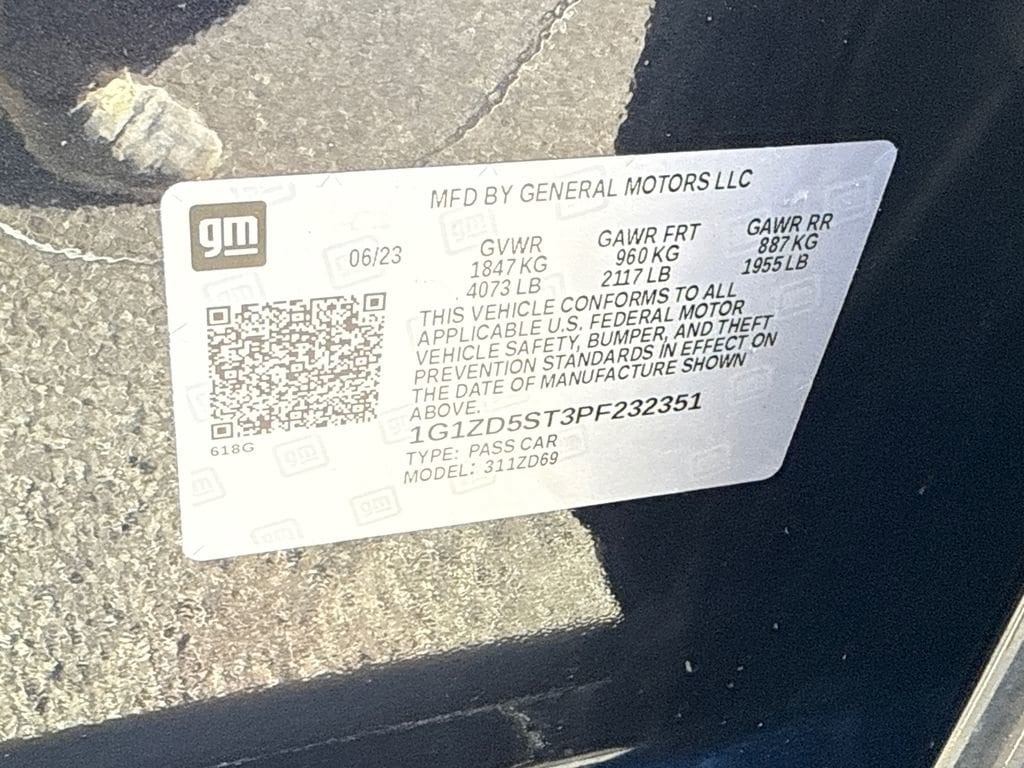 MFD BY GENERAL MOTORS LLC
gm
06/23
GVWR
1847 KG
4073 LB
GAWR FRT
960 KG
2117 LB
GAWR RR
887 KG
1955 LB
THIS VEHICLE CONFORMS TO ALL
APPLICABLE U.S. FEDERAL MOTOR
VEHICLE SAFETY, BUMPER, AND THEFT
PREVENTION STANDARDS IN EFFECT ON
THE DATE OF MANUFACTURE SHOWN
ABOVE.
1G1ZD5ST3PF232351
TYPE: PASS CAR
MODEL: 311ZD69
618G